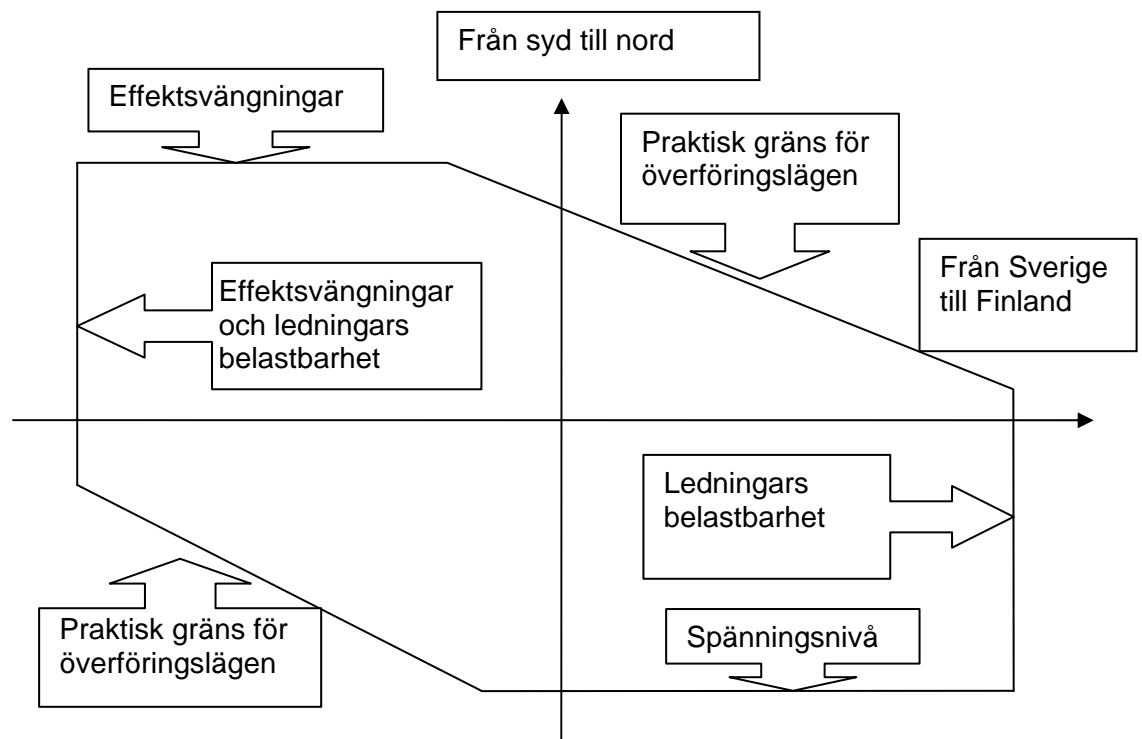 Från syd till nord
Effektsvängningar
Praktisk gräns för
överföringslägen
Från Sverige
till Finland
Effektsvängningar
och ledningars
belastbarhet
Ledningars
belastbarhet
Praktisk gräns för
överföringslägen
Spänningsnivå